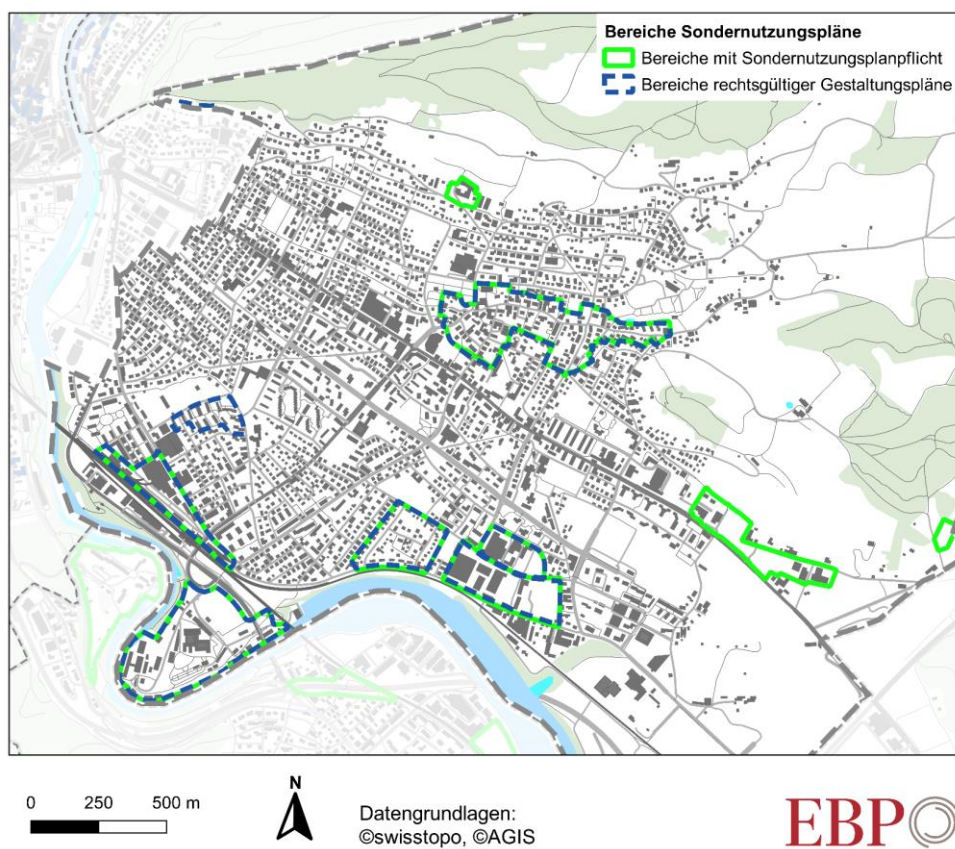 Bereiche Sondernutzungspläne
Bereiche mit Sondernutzungsplanpflicht
Bereiche rechtsgültiger Gestaltungspläne
0 250 500 m
N
Datengrundlagen:
©swisstopo, ©AGIS
EBP